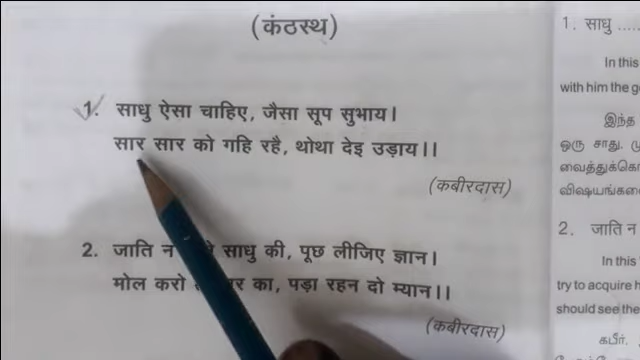 (कंठस्थ)
1. साधु ऐसा चाहिए, जैसा सूप सुभाय।
सार सार को गहि रहै, थोथा देइ उड़ाय।।
(कबीरदास)
2. जाति न साधु की, पूछ लीजिए ज्ञान।
मोल करो का, पड़ा रहन दो म्यान।।
(कबीरदास)
1. साधु .....
In this
with him the g
இந்த
ஒரு சாது. மு
வைத்துக்கொ
விஷயங்களை
2. जाति न
In this
try to acquire h
should see the
கபீர்.